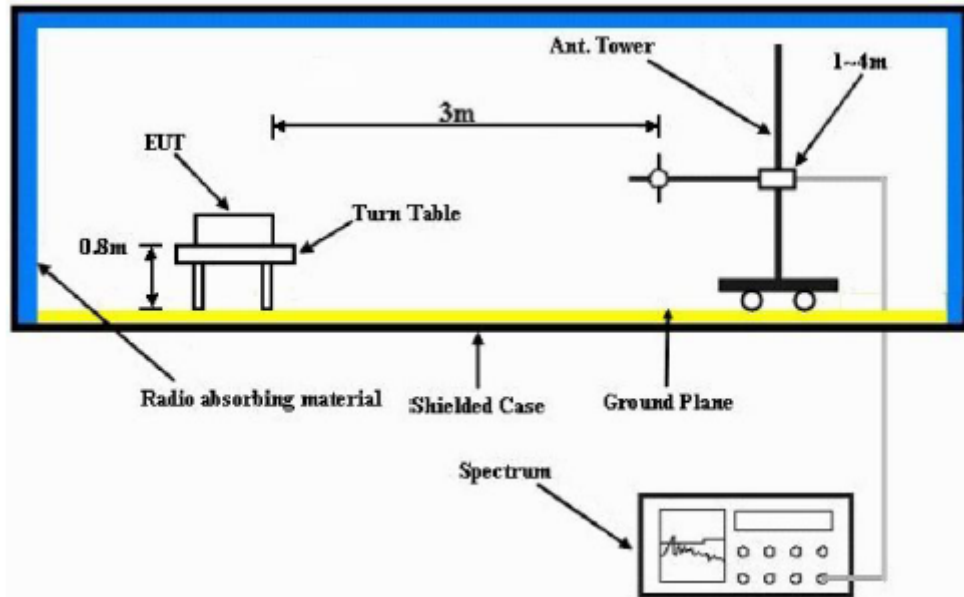 Ant. Tower
1~4m
3m
EUT
Turn Table
0.8m
Radio absorbing material
Shielded Case
Ground Plane
Spectrum